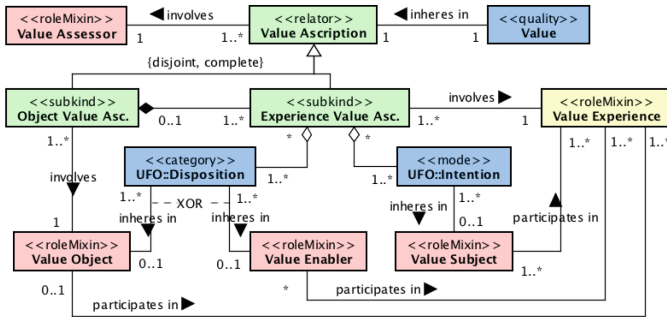 <<roleMixin>>
Value Assessor
◀ involves
1
1..*
<<relator>>
Value Ascription
◀ inheres in
1
1
<<quality>>
Value
{disjoint, complete}
<<subkind>>
Object Value Asc.
0..1
1..*
<<subkind>>
Experience Value Asc.
involves ▶
1..*
1
<<roleMixin>>
Value Experience
1..*
*
*
1..*
1..*
1..*
involves
<<category>>
UFO::Disposition
1..*
1..*
<<mode>>
UFO::Intention
1..*
XOR
1..*
1..*
inheres in
inheres in
inheres in
participates in
1
0..1
<<roleMixin>>
Value Object
0..1
0..1
<<roleMixin>>
Value Enabler
<<roleMixin>>
Value Subject
1..*
0..1
*
participates in ▶
participates in ▶